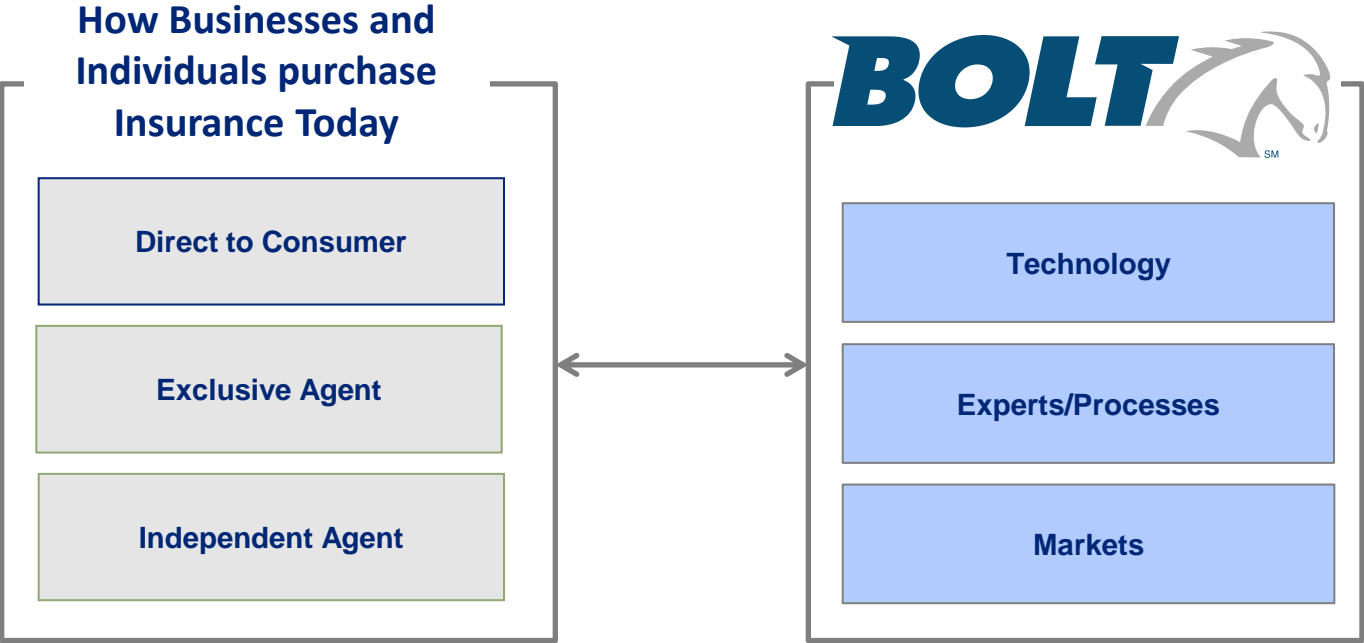 How Businesses and
Individuals purchase
Insurance Today
Direct to Consumer
Exclusive Agent
Independent Agent
BOLT
SM
Technology
Experts/Processes
Markets